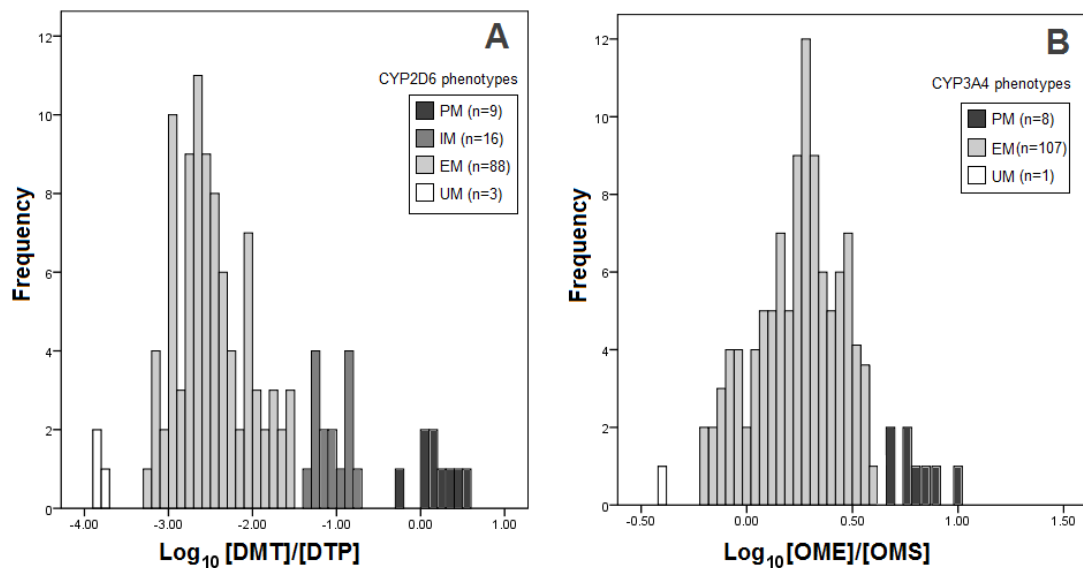 A
CYP2D6 phenotypes
PM (n=9)
IM (n=16)
EM (n=88)
UM (n=3)
Frequency
12
10
8
6
4
2
0
-4.00 -3.00 -2.00 -1.00 0.00 1.00
Log10 [DMT]/[DTP]
B
CYP3A4 phenotypes
PM (n=8)
EM(n=107)
UM (n=1)
Frequency
12
10
8
6
4
2
0
-0.50 0.00 0.50 1.00 1.50
Log10 [OME]/[OMS]